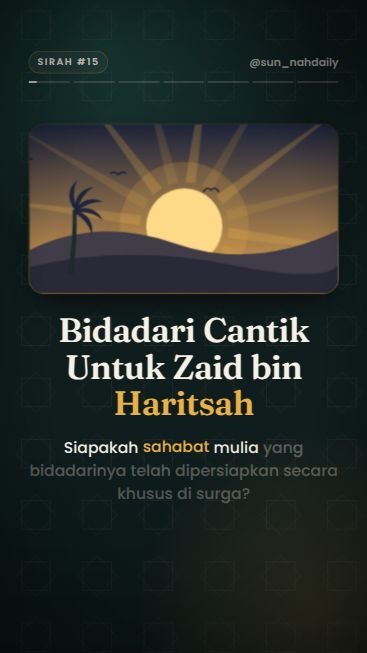 SIRAH #15
@sun_nahdaily
Bidadari Cantik
Untuk Zaid bin
Haritsah
Siapakah sahabat mulia yang
bidadarinya telah dipersiapkan secara
khusus di surga?